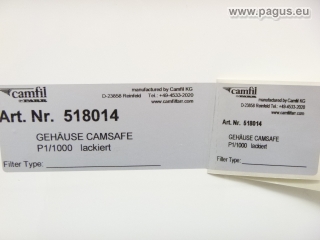 www.pagus.eu
camfil
FARR
manufactured by Camfil KG
D-23858 Reinfeld Tel.: +49-4533-2020
www.camfilfarr.com
Art. Nr. 518014
GEHÄUSE CAMSAFE
P1/1000 lackiert
Filter Type:
camfil
FARR
manufactured by Camfil KG
D-23858 Reinfeld Tel.: +49-4533-2020
www.camfilfarr.com
Art. Nr. 518014
GEHÄUSE CAMSAFE
P1/1000 lackiert
Filter Type: